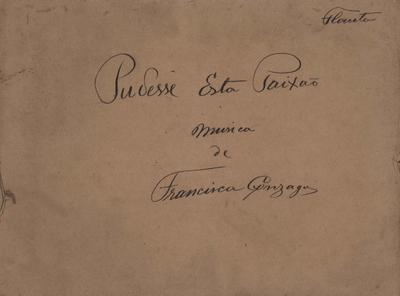 Flauta
Pudesse Esta Paixão
Musica
de
Francisca Gonzaga